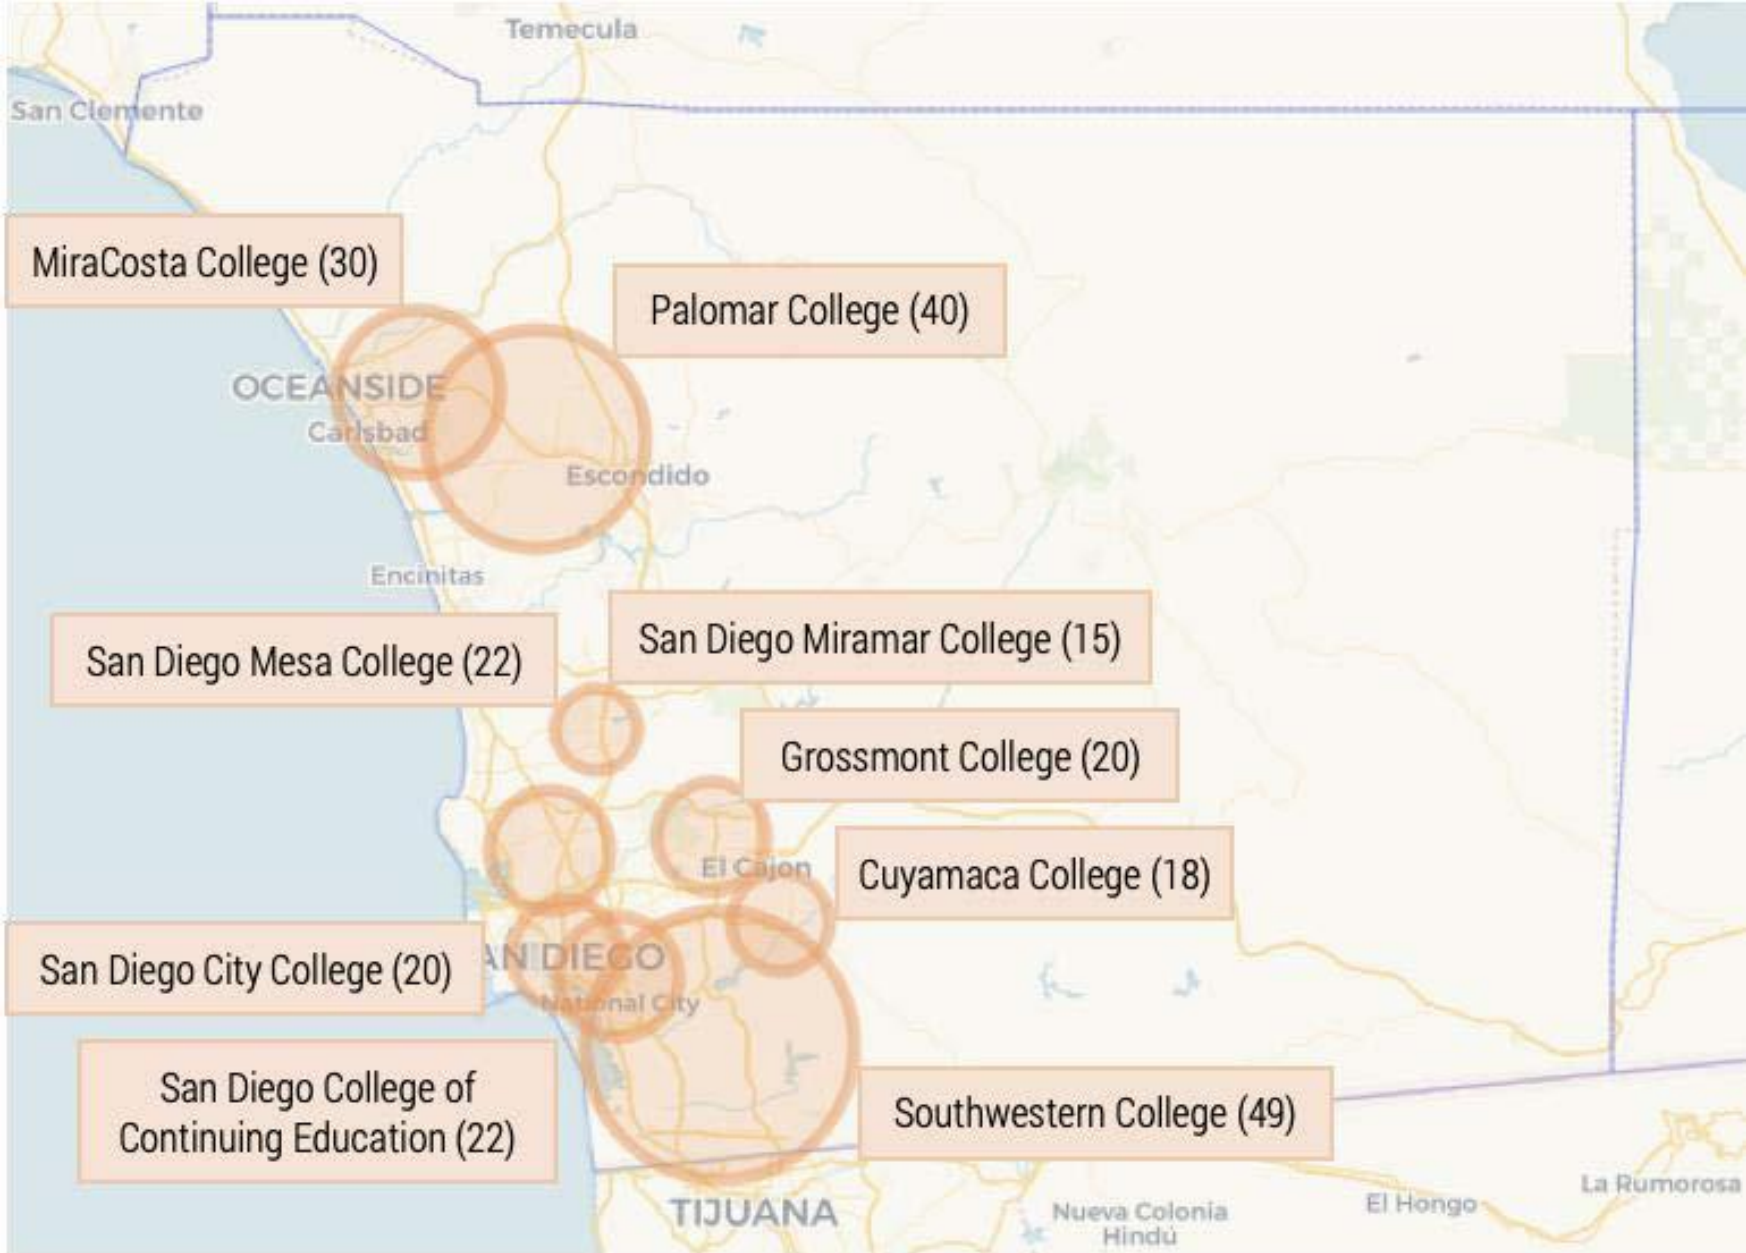 Temecula
San Clemente
MiraCosta College (30)
Palomar College (40)
OCEANSIDE
Carlsbad
Escondido
Encinitas
San Diego Miramar College (15)
San Diego Mesa College (22)
Grossmont College (20)
El Cajon
Cuyamaca College (18)
AN DIEGO
San Diego City College (20)
National City
San Diego College of
Continuing Education (22)
Southwestern College (49)
TIJUANA
Nueva Colonia
Hindú
El Hongo
La Rumorosa